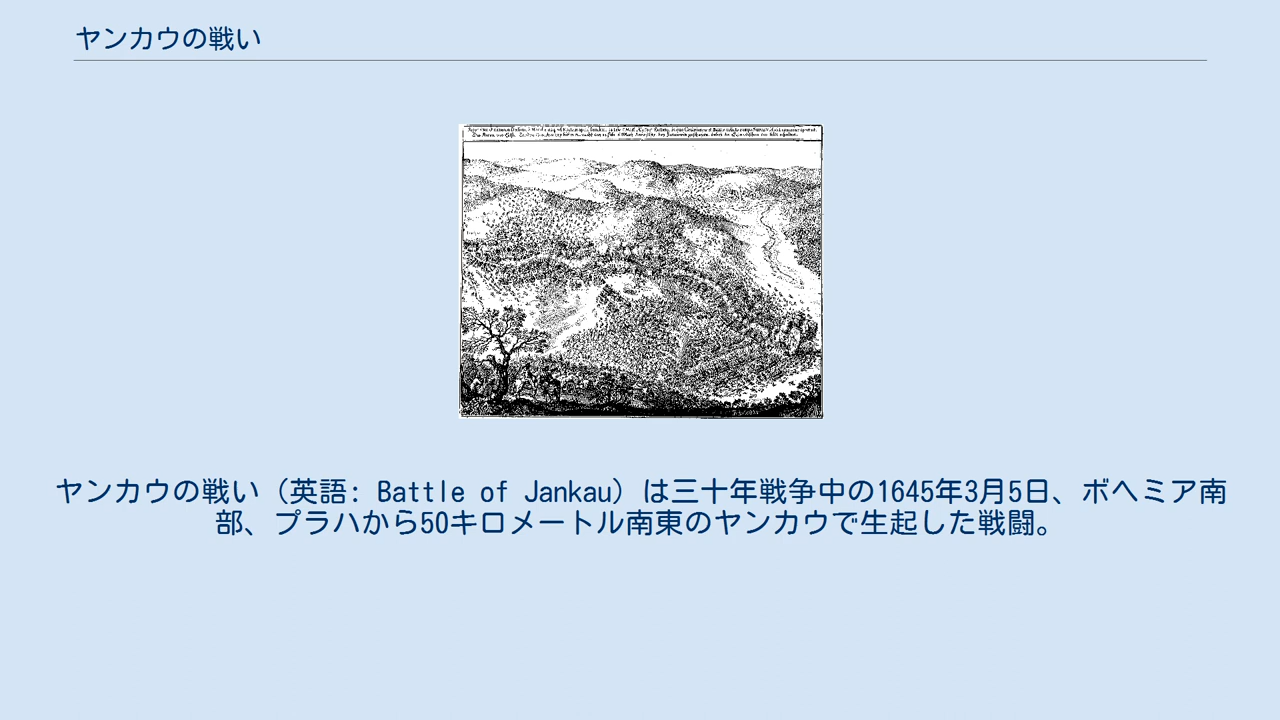 ヤンカウの戦い
ヤンカウの戦い（英語: Battle of Jankau）は三十年戦争中の1645年3月5日、ボヘミア南
部、プラハから50キロメートル南東のヤンカウで生起した戦闘。